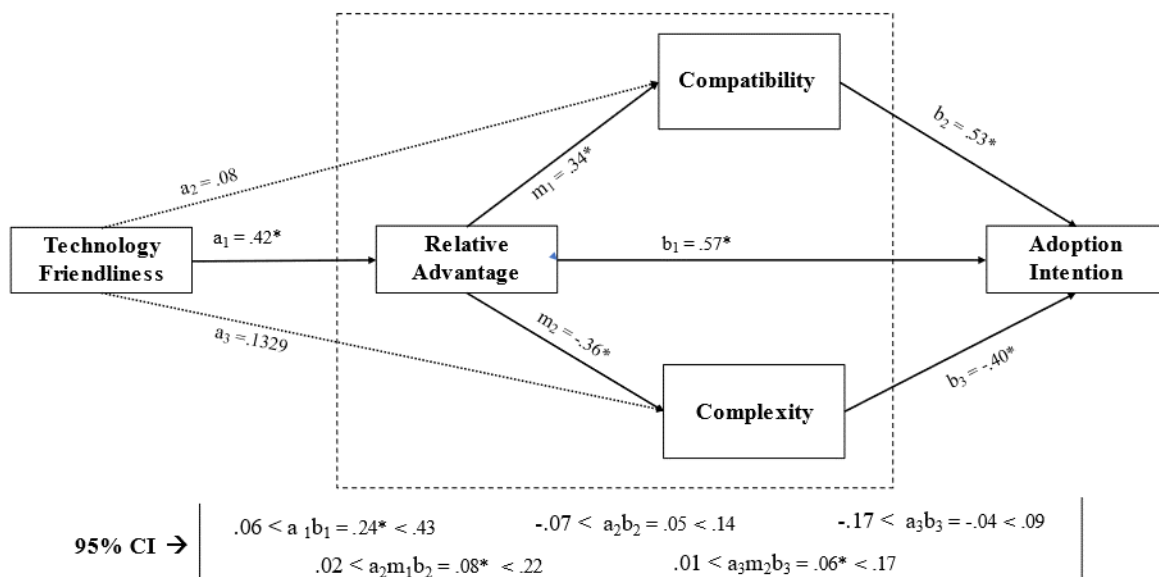 Compatibility
b₂ = .53*
m₁ = .34*
a₂ = .08
Technology
Friendliness
a₁ = .42*
Relative
Advantage
b₁ = .57*
Adoption
Intention
a₃ =.1329
m₂ = -.36*
b₃ = -.40*
Complexity
95% CI → .06 < a ₁b₁ = .24* < .43 -.07 < a₂b₂ = .05 < .14 -.17 < a₃b₃ = -.04 < .09
.02 < a₂m₁b₂ = .08* < .22 .01 < a₃m₂b₃ = .06* < .17